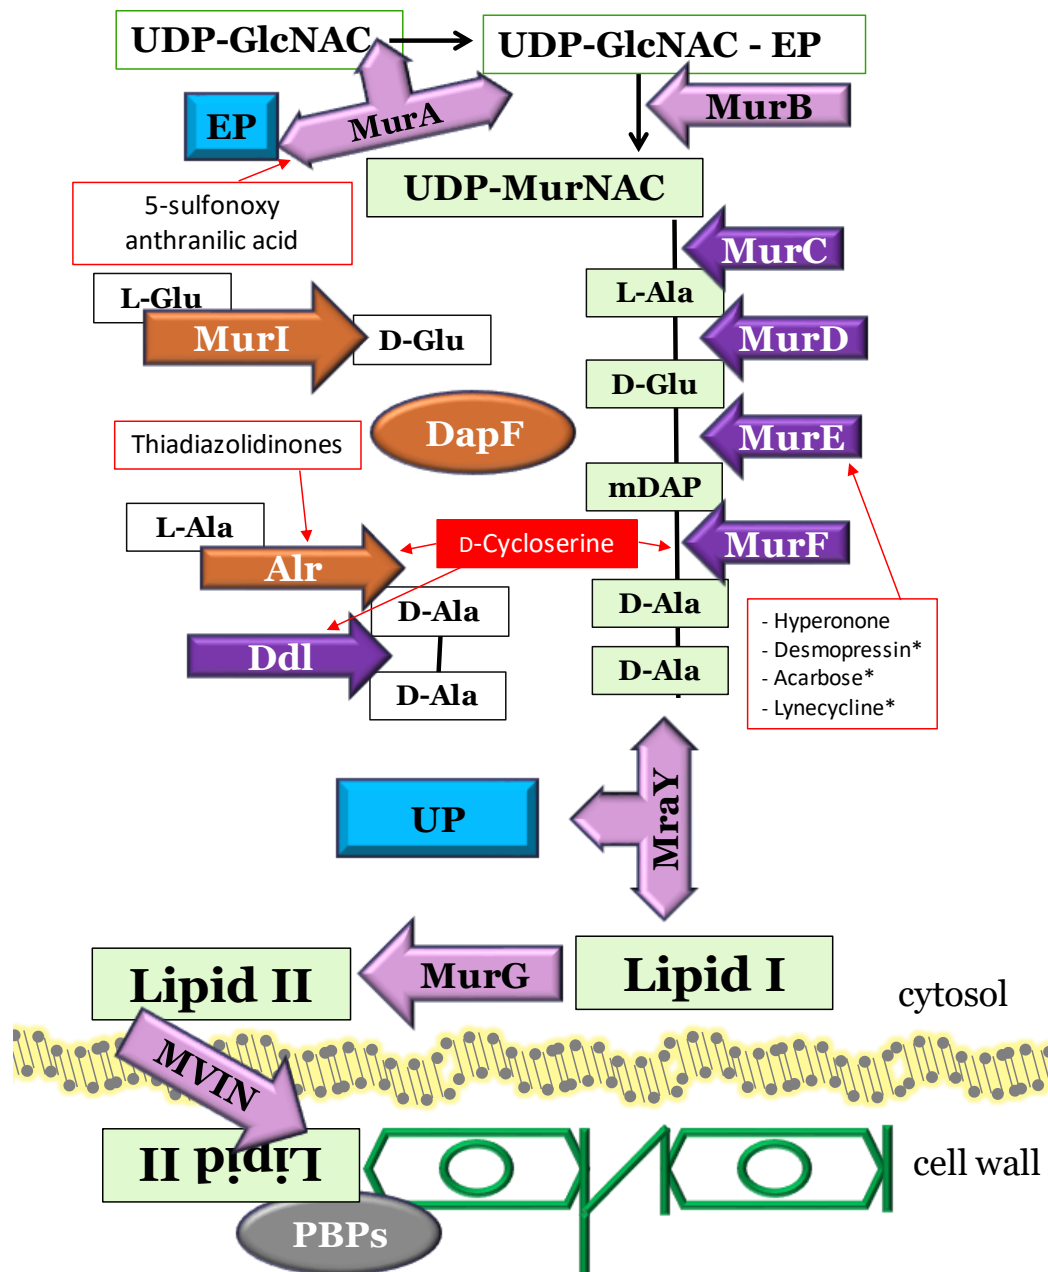 UDP-GlcNAC
UDP-GlcNAC - EP
EP
MurA
MurB
UDP-MurNAC
5-sulfonoxy
anthranilic acid
MurC
L-Glu
L-Ala
MurI
D-Glu
MurD
D-Glu
DapF
MurE
Thiadiazolidinones
mDAP
L-Ala
D-Cycloserine
MurF
Alr
D-Ala
D-Ala
Ddl
D-Ala
D-Ala
- Hyperonone
- Desmopressin*
- Acarbose*
- Lynecycline*
UP
MraY
Lipid II
MurG
Lipid I
cytosol
MVIN
Lipid II
cell wall
PBPs